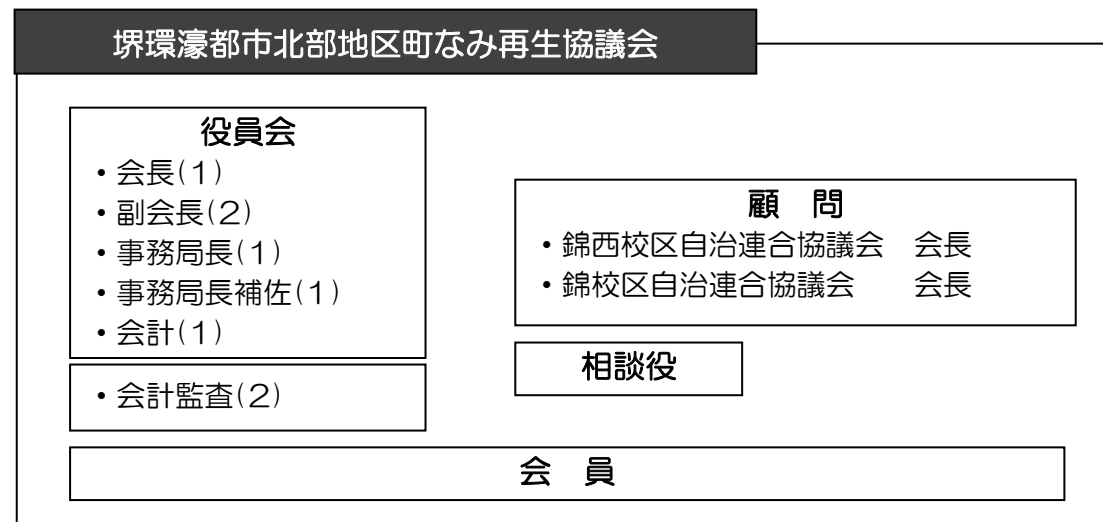 堺環濠都市北部地区町なみ再生協議会
役員会
・会長(1)
・副会長(2)
・事務局長(1)
・事務局長補佐(1)
・会計(1)
・会計監査(2)
顧　問
・錦西校区自治連合協議会　会長
・錦校区自治連合協議会　　会長
相談役
会　員